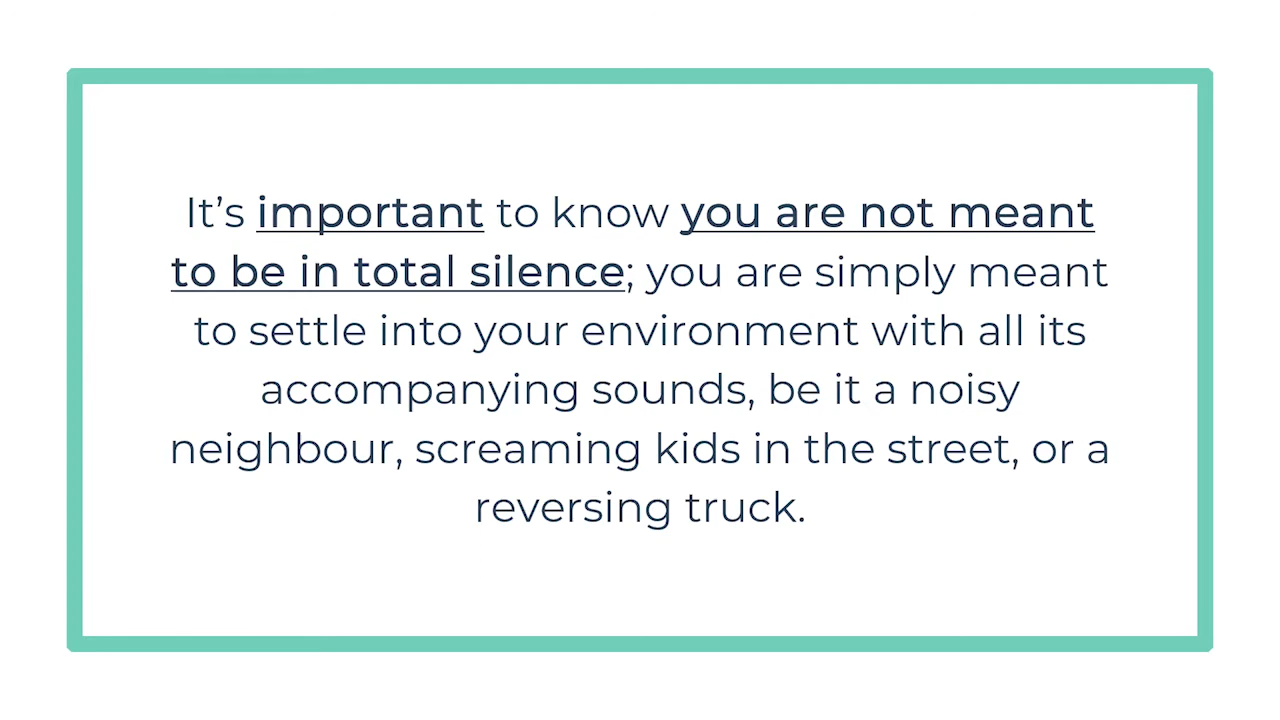 It’s important to know you are not meant
to be in total silence; you are simply meant
to settle into your environment with all its
accompanying sounds, be it a noisy
neighbour, screaming kids in the street, or a
reversing truck.